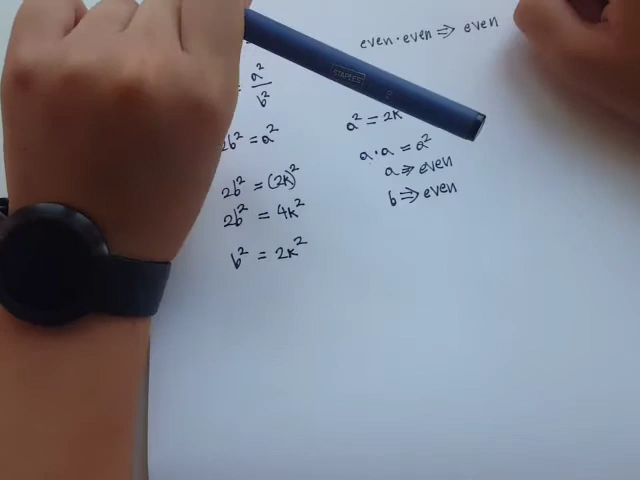 even · even ⇒ even
= a²/b²
2b² = a²
2b² = (2k)²
2b² = 4k²
b² = 2k²
STAPLES
a² = 2k
a · a = a²
a ⇒ even
b ⇒ even